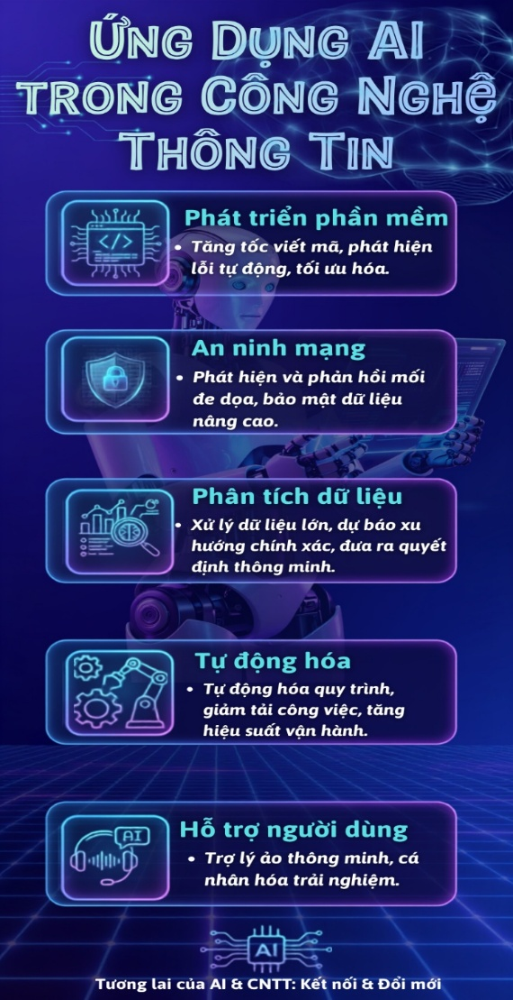 Ứng Dụng AI
trong Công Nghệ
Thông Tin
</>
Phát triển phần mềm
• Tăng tốc viết mã, phát hiện
lỗi tự động, tối ưu hóa.
An ninh mạng
• Phát hiện và phản hồi mối
đe dọa, bảo mật dữ liệu
nâng cao.
Phân tích dữ liệu
• Xử lý dữ liệu lớn, dự báo xu
hướng chính xác, đưa ra quyết
định thông minh.
Tự động hóa
• Tự động hóa quy trình,
giảm tải công việc, tăng
hiệu suất vận hành.
AI
Hỗ trợ người dùng
• Trợ lý ảo thông minh, cá
nhân hóa trải nghiệm.
AI
Tương lai của AI & CNTT: Kết nối & Đổi mới